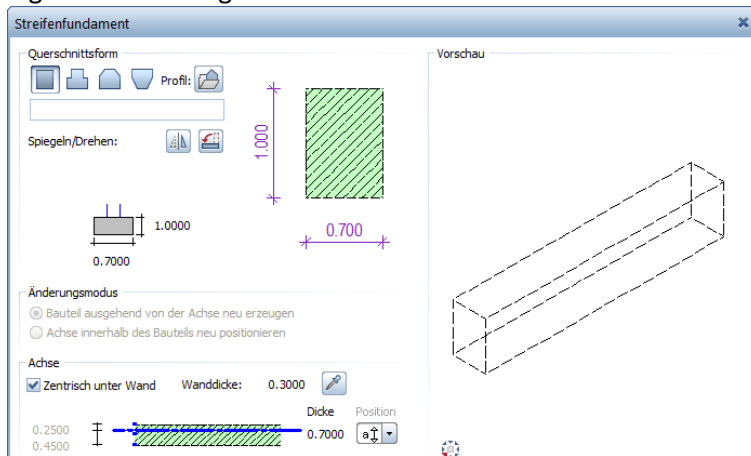 Streifenfundament
Querschnittsform
Profil:
Spiegeln/Drehen:
1.000
0.700
1.0000
0.7000
Änderungsmodus
Bauteil ausgehend von der Achse neu erzeugen
Achse innerhalb des Bauteils neu positionieren
Achse
Zentrisch unter Wand Wanddicke: 0.3000
Dicke Position
0.2500
0.4500
0.7000 a
Vorschau